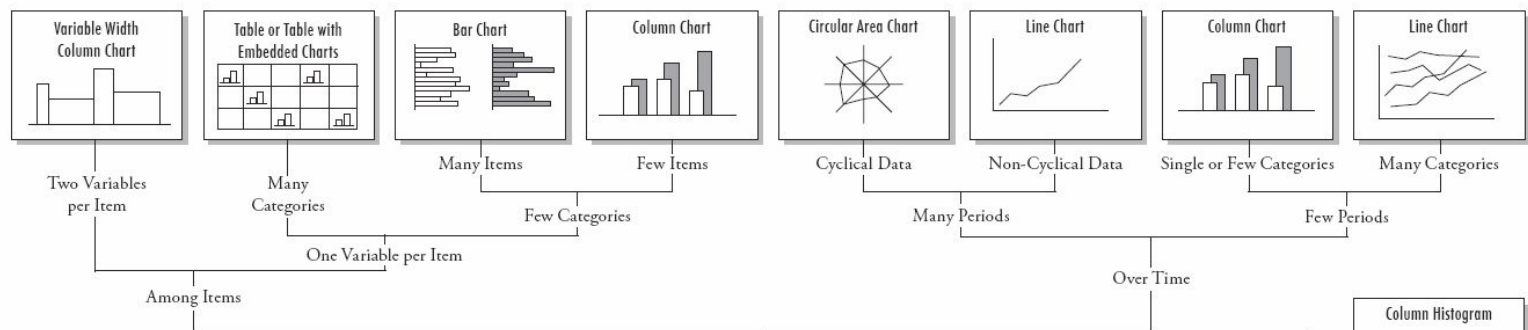 Variable Width
Column Chart
Table or Table with
Embedded Charts
Bar Chart
Column Chart
Circular Area Chart
Line Chart
Column Chart
Line Chart
Many Items
Few Items
Cyclical Data
Non-Cyclical Data
Single or Few Categories
Many Categories
Two Variables
per Item
Many
Categories
Few Categories
Many Periods
Few Periods
One Variable per Item
Over Time
Among Items
Column Histogram